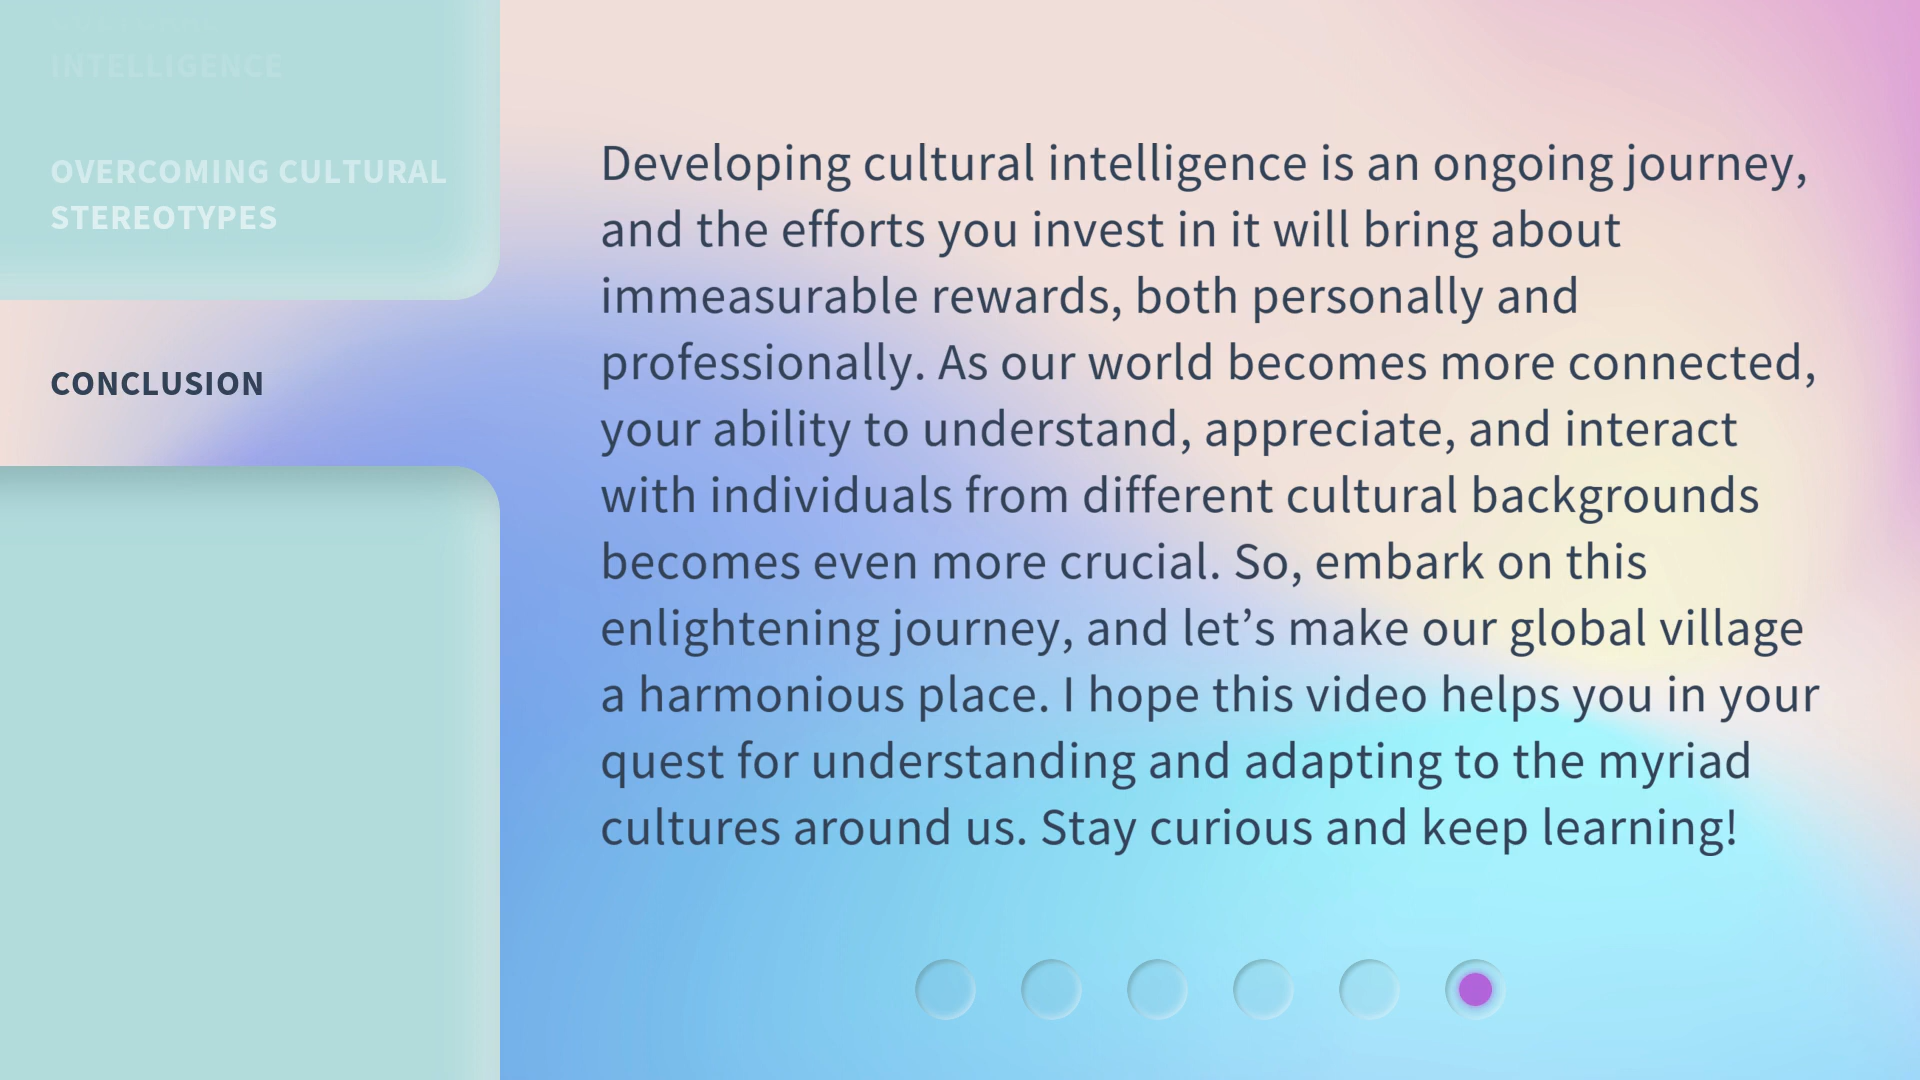 INTELLIGENCE
OVERCOMING CULTURAL
STEREOTYPES
CONCLUSION
Developing cultural intelligence is an ongoing journey,
and the efforts you invest in it will bring about
immeasurable rewards, both personally and
professionally. As our world becomes more connected,
your ability to understand, appreciate, and interact
with individuals from different cultural backgrounds
becomes even more crucial. So, embark on this
enlightening journey, and let’s make our global village
a harmonious place. I hope this video helps you in your
quest for understanding and adapting to the myriad
cultures around us. Stay curious and keep learning!